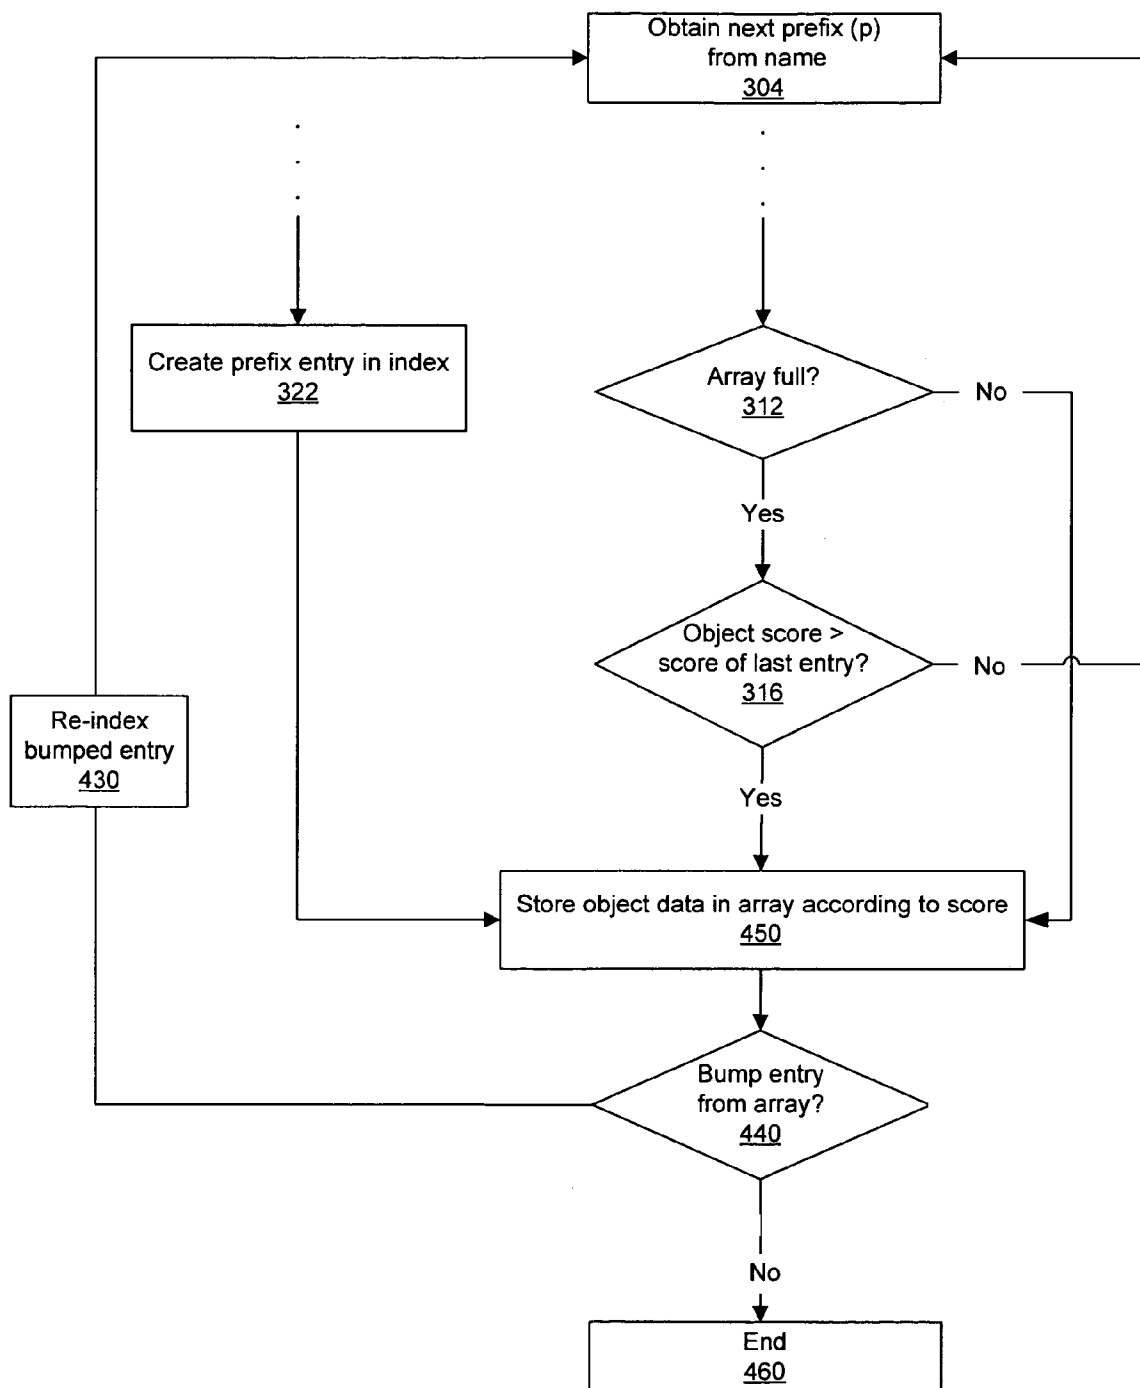 Obtain next prefix (p)
from name
304
Create prefix entry in index
322
Array full?
312
No
Yes
Object score >
score of last entry?
316
No
Re-index
bumped entry
430
Yes
Store object data in array according to score
450
Bump entry
from array?
440
No
End
460